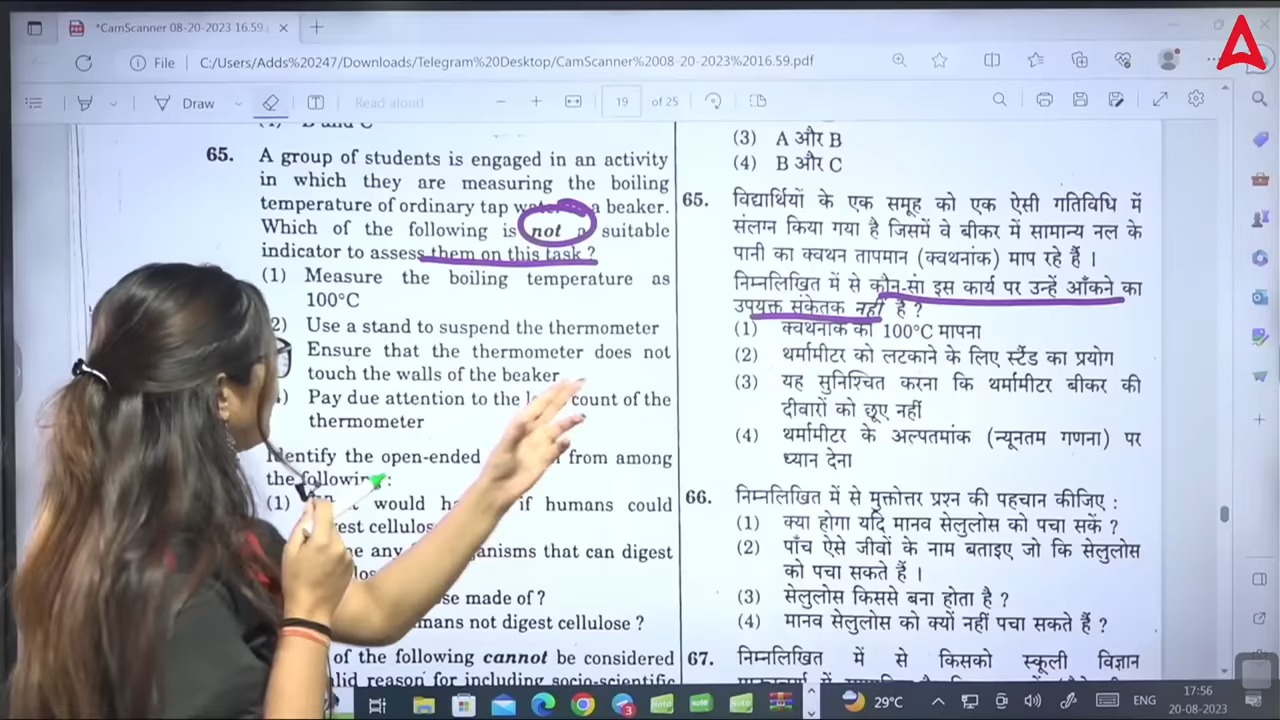 *CamScanner 08-20-2023 16.59
File C:/Users/Adds%20247/Downloads/Telegram%20Desktop/CamScanner%2008-20-2023%2016.59.pdf
Draw
Read aloud
19 of 25
65. A group of students is engaged in an activity
in which they are measuring the boiling
temperature of ordinary tap a beaker.
Which of the following is not a suitable
indicator to assess them on this task ?
(1) Measure the boiling temperature as
100°C
2) Use a stand to suspend the thermometer
Ensure that the thermometer does not
touch the walls of the beaker
Pay due attention to the count of the
thermometer
Identify the open-ended from among
the following:
(1) would if humans could
any that can digest
made of ?
not digest cellulose ?
of the following cannot be considered
reason for including socio-scientific
(3) A और B
(4) B और C
65. विद्यार्थियों के एक समूह को एक ऐसी गतिविधि में
संलग्न किया गया है जिसमें वे बीकर में सामान्य नल के
पानी का क्वथन तापमान (क्वथनांक) माप रहे हैं ।
निम्नलिखित में से कौन-सा इस कार्य पर उन्हें आँकने का
उपयुक्त संकेतक नहीं है ?
(1) क्वथनांक को 100°C मापना
(2) थर्मामीटर को लटकाने के लिए स्टैंड का प्रयोग
(3) यह सुनिश्चित करना कि थर्मामीटर बीकर की
दीवारों को छूए नहीं
(4) थर्मामीटर के अल्पतमांक (न्यूनतम गणना) पर
ध्यान देना
66. निम्नलिखित में से मुक्तोत्तर प्रश्न की पहचान कीजिए :
(1) क्या होगा यदि मानव सेलुलोस को पचा सकें ?
(2) पाँच ऐसे जीवों के नाम बताइए जो कि सेलुलोस
को पचा सकते हैं ।
(3) सेलुलोस किससे बना होता है ?
(4) मानव सेलुलोस को क्यों नहीं पचा सकते हैं ?
67. निम्नलिखित में से किसको स्कूली विज्ञान
29°C
ENG
17:56
20-08-2023